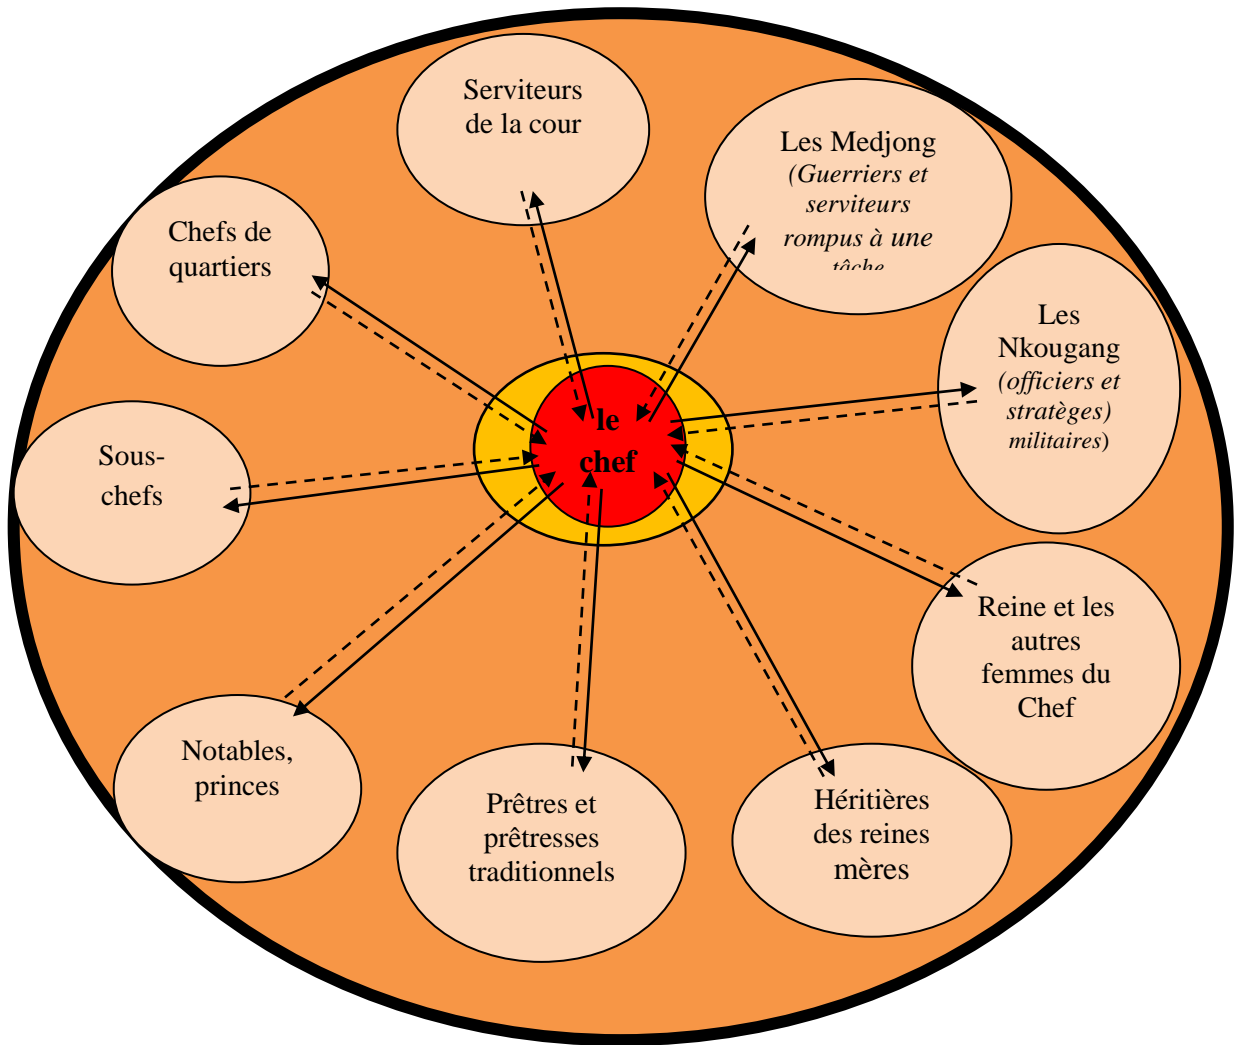 Serviteurs
de la cour
Les Medjong
(Guerriers et
serviteurs
rompus à une
tâche
Chefs de
quartiers
Les
Nkougang
(officiers et
stratèges)
militaires)
le
chef
Sous-
chefs
Reine et les
autres
femmes du
Chef
Notables,
princes
Prêtres et
prêtresses
traditionnels
Héritières
des reines
mères